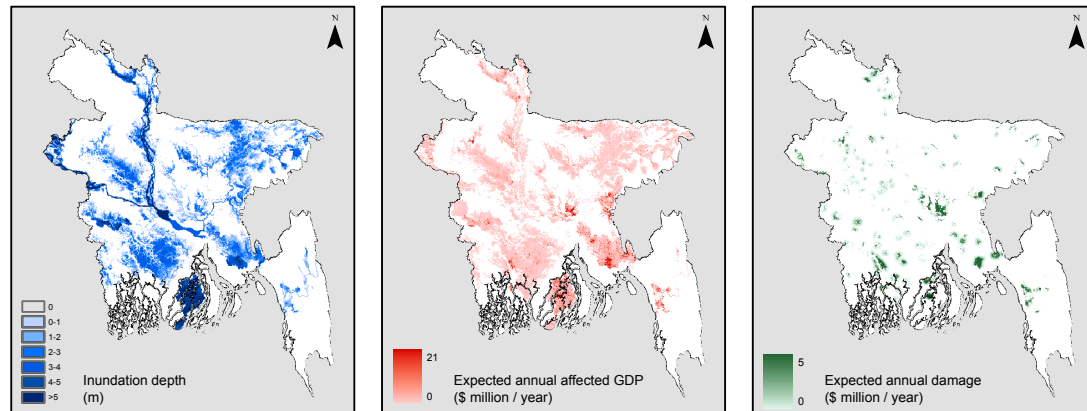 N
0
0-1
1-2
2-3
3-4
4-5
>5
Inundation depth
(m)
N
21
0
Expected annual affected GDP
($ million / year)
N
5
0
Expected annual damage
($ million / year)